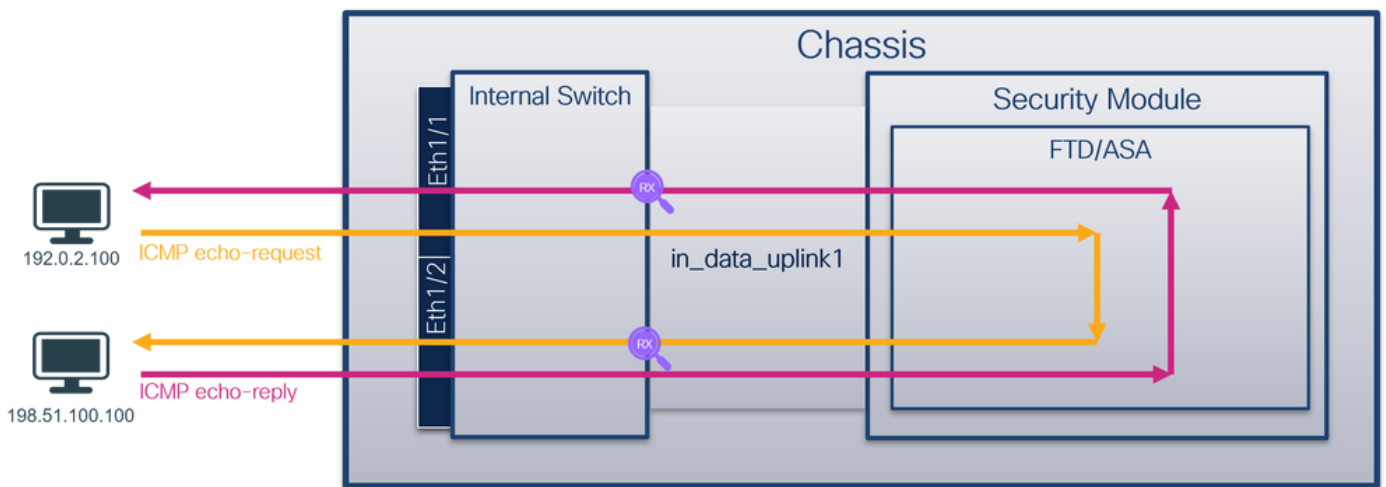 Chassis
Internal Switch
Security Module
FTD/ASA
Eth1/1
RX
192.0.2.100
ICMP echo-request
in_data_uplink1
Eth1/2
RX
198.51.100.100
ICMP echo-reply